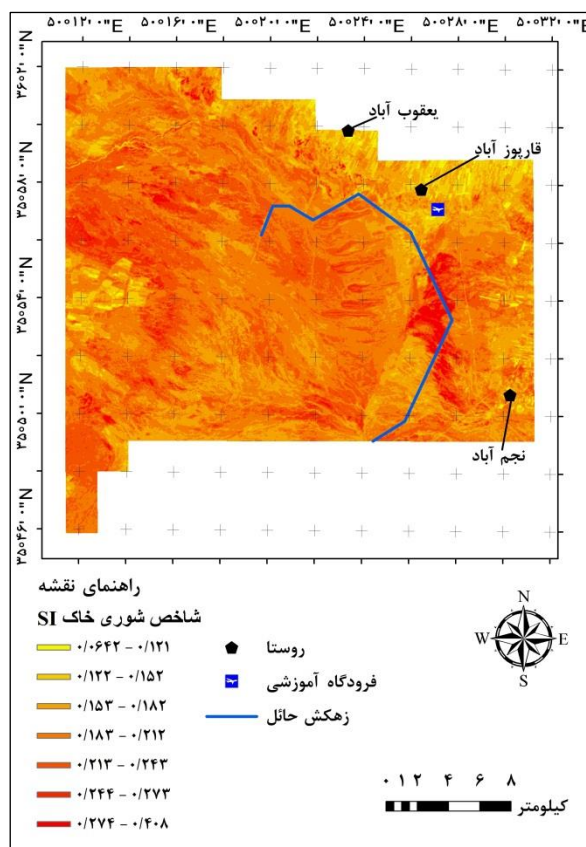 ۵۰°۱۲'۰"E ۵۰°۱۶'۰"E ۵۰°۲۰'۰"E ۵۰°۲۴'۰"E ۵۰°۲۸'۰"E ۵۰°۳۲'۰"E
۳۶°۲'۰"N
۳۵°۵۸'۰"N
۳۵°۵۴'۰"N
۳۵°۵۰'۰"N
۳۵°۴۶'۰"N
یعقوب آباد
قارپوز آباد
نجم آباد
راهنمای نقشه
شاخص شوری خاک SI
۰/۰۶۴۲ – ۰/۱۲۱
۰/۱۲۲ – ۰/۱۵۲
۰/۱۵۳ – ۰/۱۸۲
۰/۱۸۳ – ۰/۲۱۲
۰/۲۱۳ – ۰/۲۴۳
۰/۲۴۴ – ۰/۲۷۳
۰/۲۷۴ – ۰/۴۰۸
روستا
فرودگاه آموزشی
زهکش حائل
N
W E
S
۰ ۱ ۲ ۴ ۶ ۸
کیلومتر